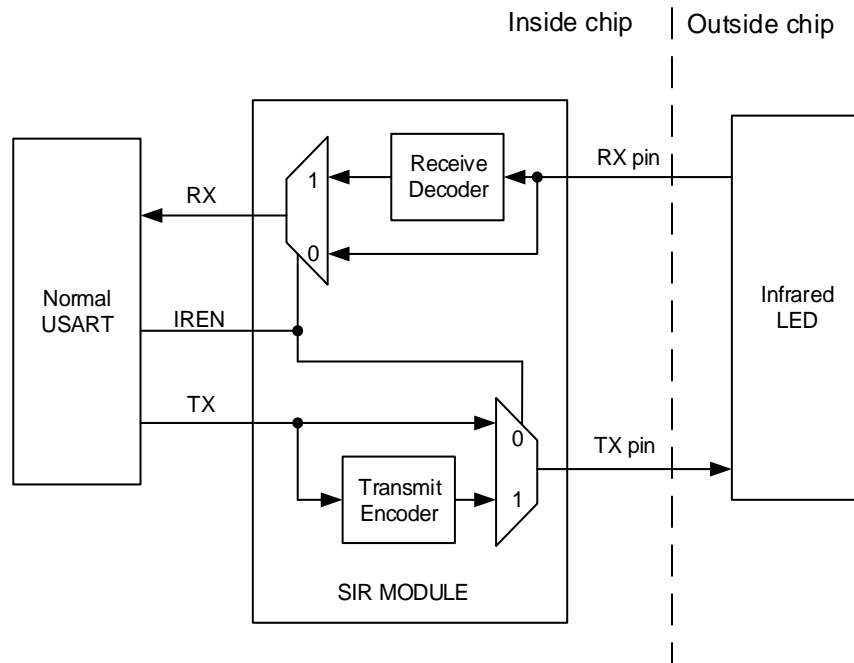 Inside chip
Outside chip
Receive
Decoder
1
0
RX pin
RX
Normal
USART
IREN
Infrared
LED
TX
0
1
TX pin
Transmit
Encoder
SIR MODULE